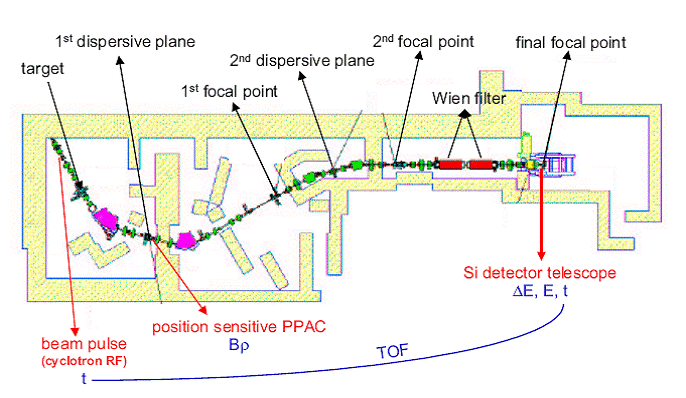 1st dispersive plane
target
2nd dispersive plane
1st focal point
2nd focal point
final focal point
Wien filter
Si detector telescope
ΔE, E, t
position sensitive PPAC
Bρ
beam pulse
(cyclotron RF)
t
TOF